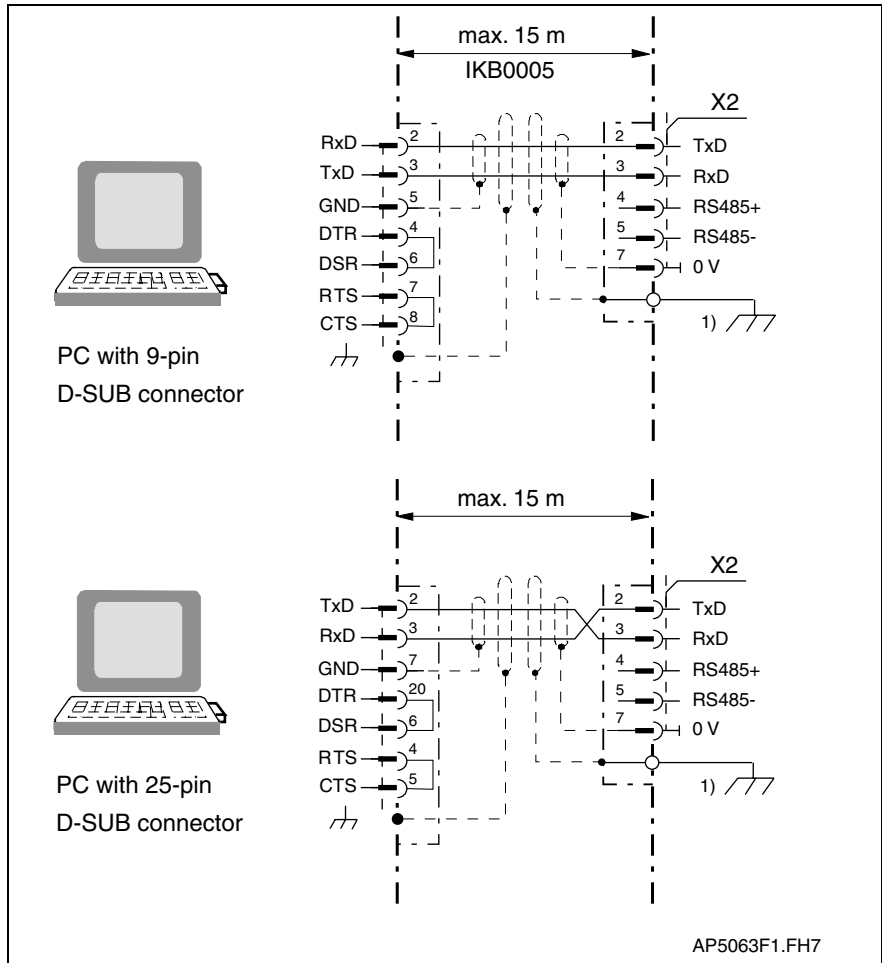 max. 15 m
IKB0005
X2
RxD 2 2 TxD
TxD 3 3 RxD
GND 5 4 RS485+
DTR 4 5 RS485-
DSR 6 7 0 V
RTS 7
CTS 8
1)
PC with 9-pin
D-SUB connector
max. 15 m
X2
TxD 2 2 TxD
RxD 3 3 RxD
GND 7 4 RS485+
DTR 20 5 RS485-
DSR 6 7 0 V
RTS 4
CTS 5
1)
PC with 25-pin
D-SUB connector
AP5063F1.FH7